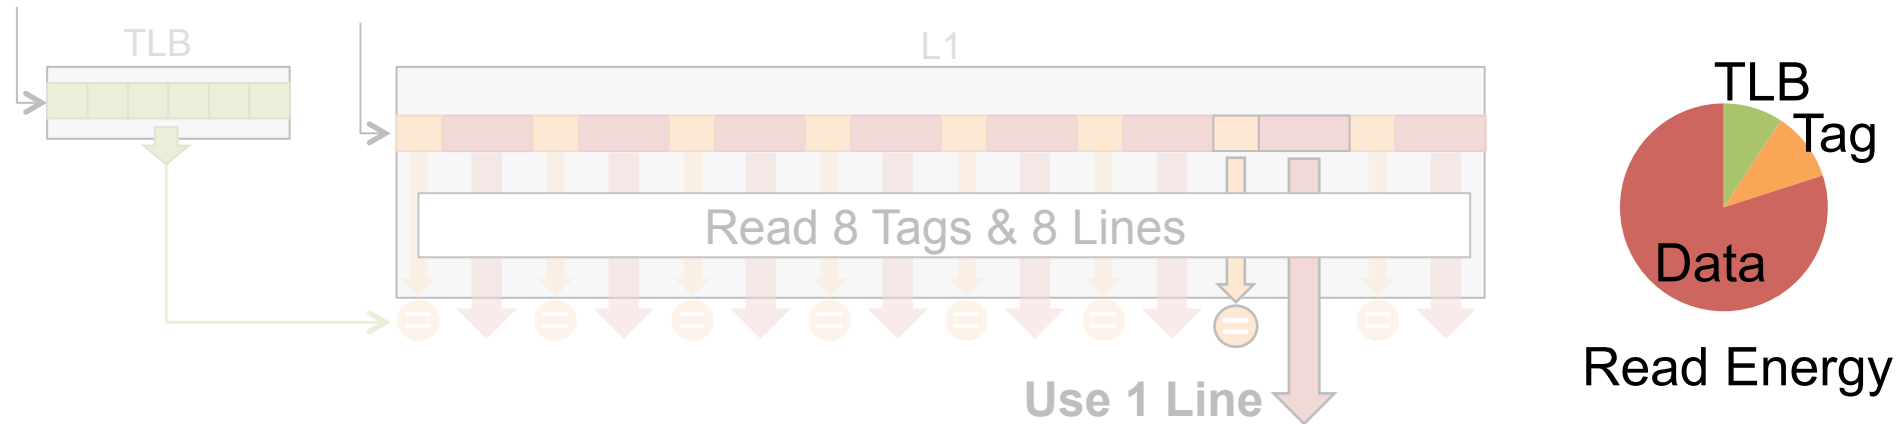 TLB
L1
Read 8 Tags & 8 Lines
Use 1 Line
TLB
Tag
Data
Read Energy